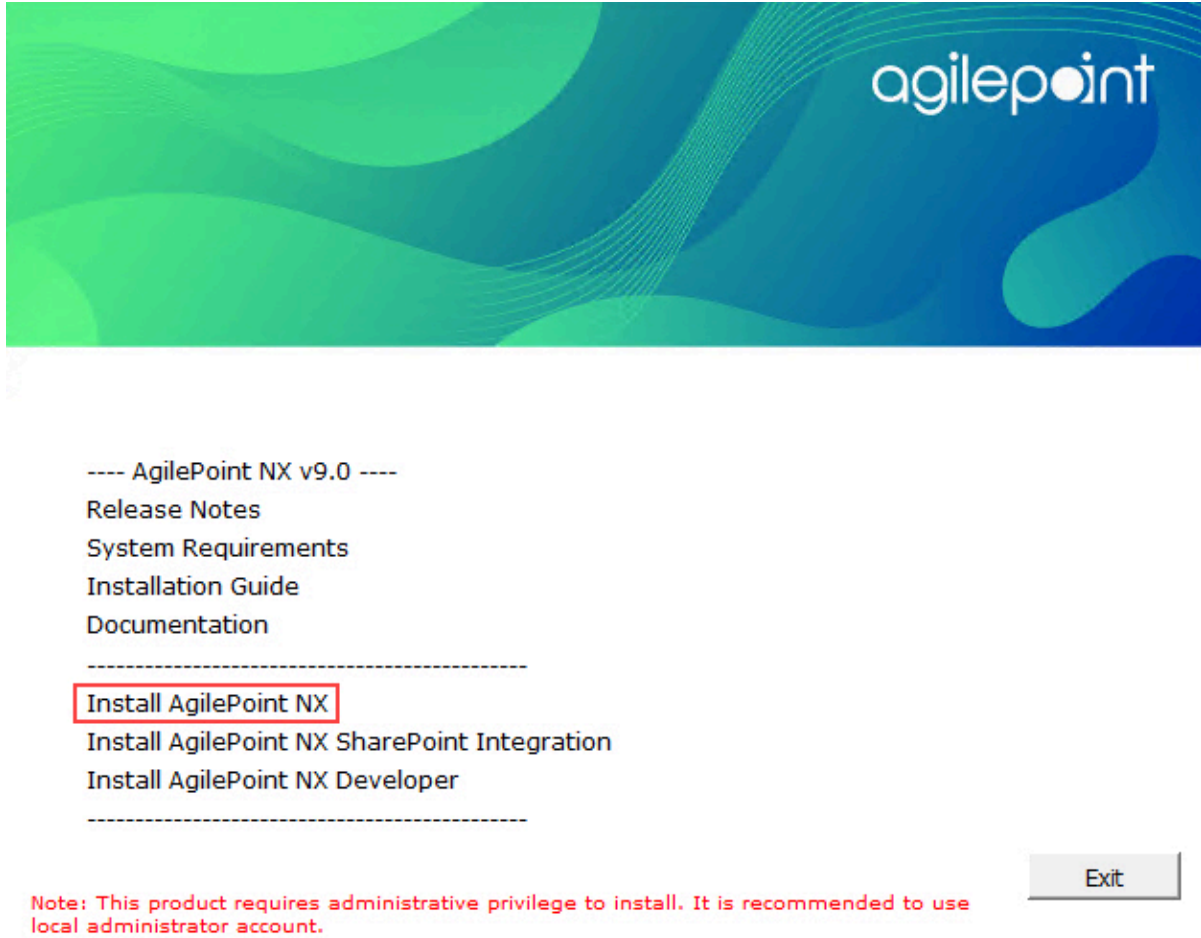 agilepoint
---- AgilePoint NX v9.0 ----
Release Notes
System Requirements
Installation Guide
Documentation
----------------------------------------------
Install AgilePoint NX
Install AgilePoint NX SharePoint Integration
Install AgilePoint NX Developer
----------------------------------------------
Exit
Note: This product requires administrative privilege to install. It is recommended to use
local administrator account.